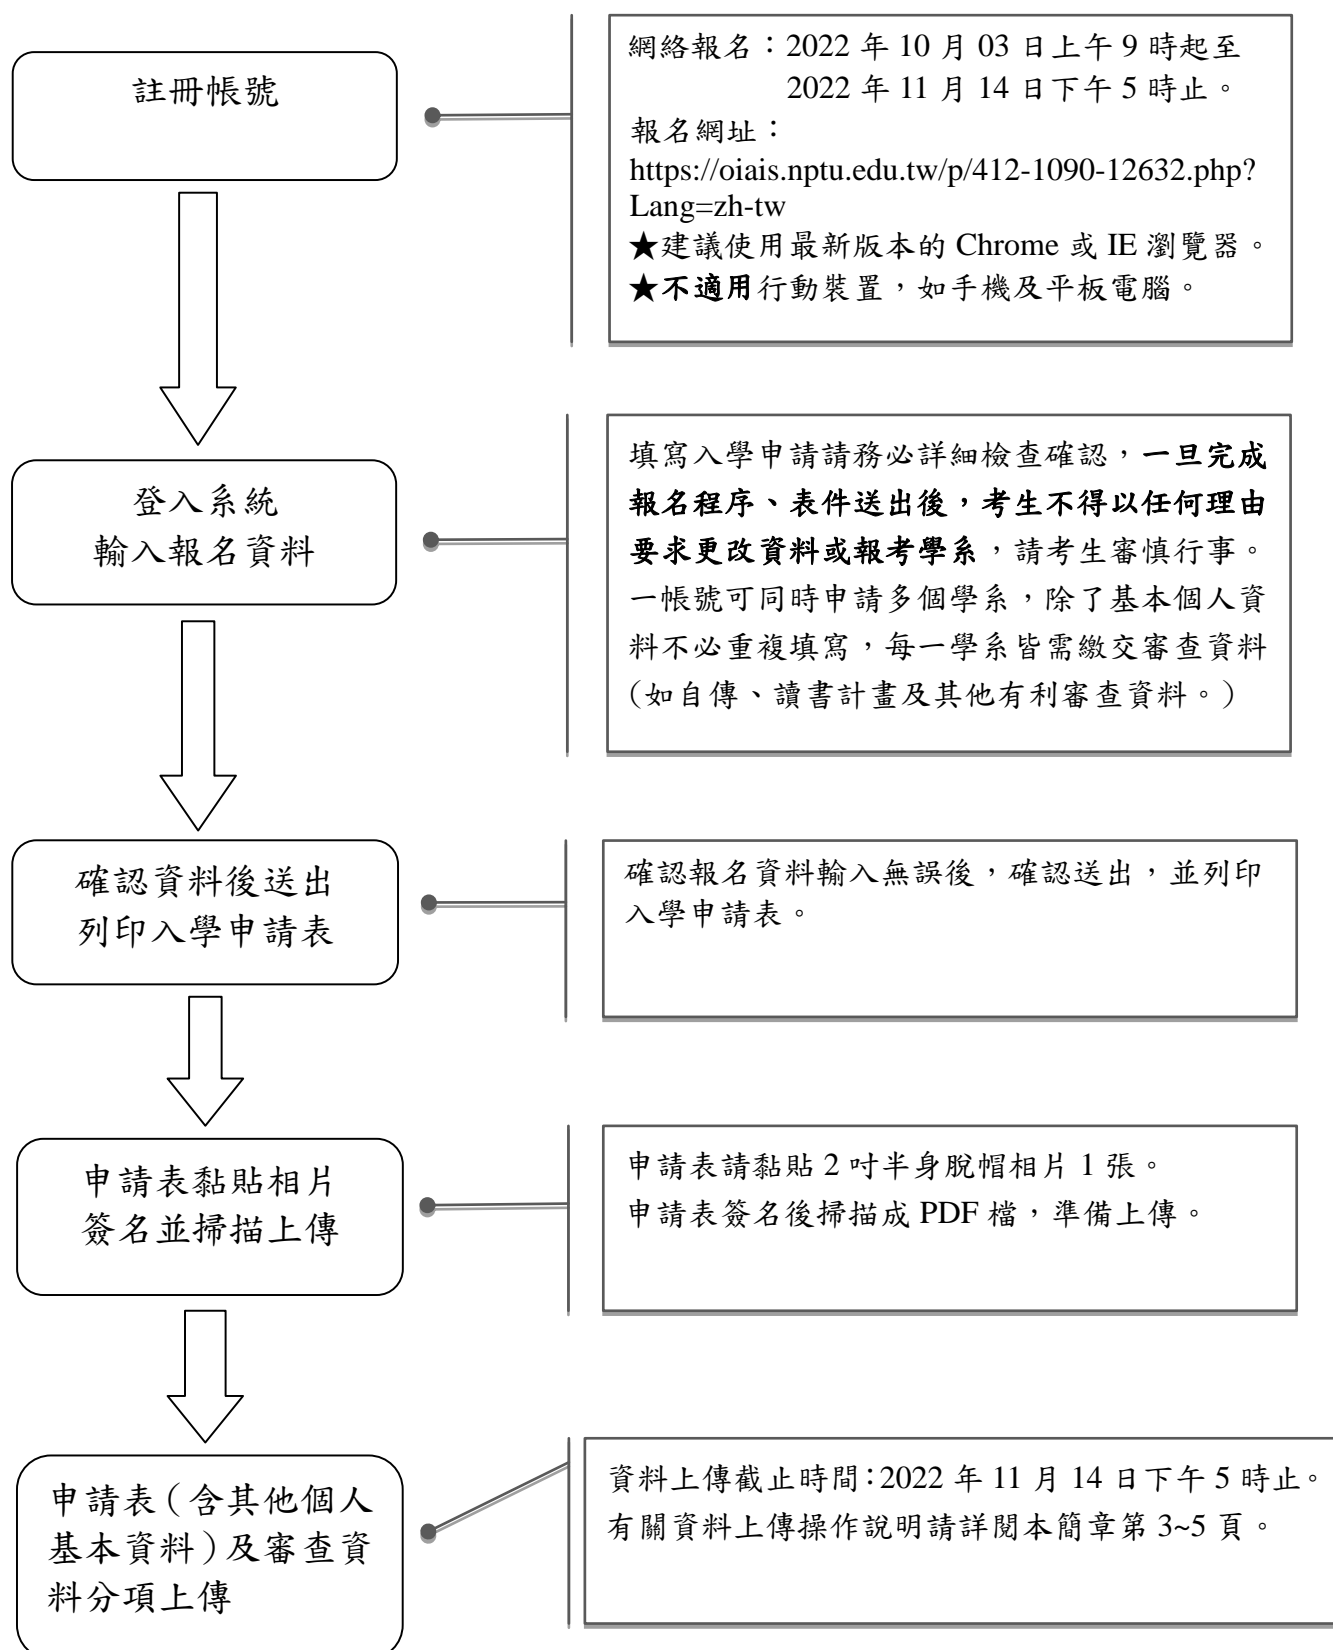 註冊帳號
網絡報名：2022 年 10 月 03 日上午 9 時起至
2022 年 11 月 14 日下午 5 時止。
報名網址：
https://oiais.nptu.edu.tw/p/412-1090-12632.php?
Lang=zh-tw
★建議使用最新版本的 Chrome 或 IE 瀏覽器。
★不適用行動裝置，如手機及平板電腦。
登入系統
輸入報名資料
填寫入學申請請務必詳細檢查確認，一旦完成
報名程序、表件送出後，考生不得以任何理由
要求更改資料或報考學系，請考生審慎行事。
一帳號可同時申請多個學系，除了基本個人資
料不必重複填寫，每一學系皆需繳交審查資料
（如自傳、讀書計畫及其他有利審查資料。）
確認資料後送出
列印入學申請表
確認報名資料輸入無誤後，確認送出，並列印
入學申請表。
申請表黏貼相片
簽名並掃描上傳
申請表請黏貼 2 吋半身脫帽相片 1 張。
申請表簽名後掃描成 PDF 檔，準備上傳。
申請表（含其他個人
基本資料）及審查資
料分項上傳
資料上傳截止時間：2022 年 11 月 14 日下午 5 時止。
有關資料上傳操作說明請詳閱本簡章第 3~5 頁。